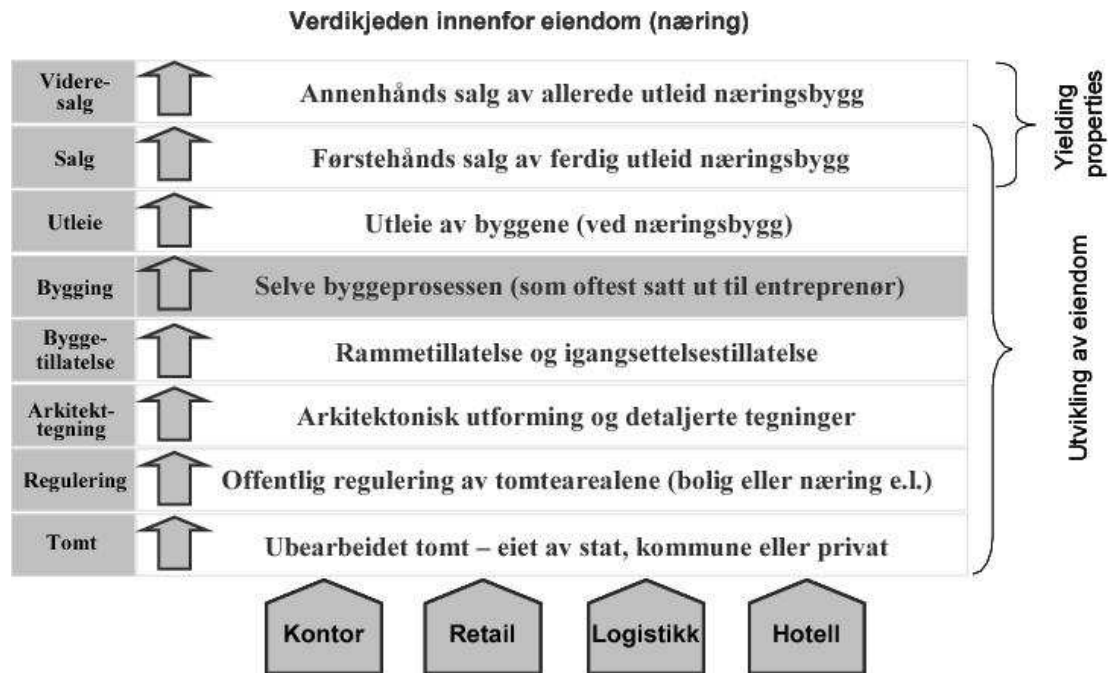 Verdikjeden innenfor eiendom (næring)
Videre-
salg
Annenhånds salg av allerede utleid næringsbygg
Salg
Førstehånds salg av ferdig utleid næringsbygg
Utleie
Utleie av byggene (ved næringsbygg)
Bygging
Selve byggeprosessen (som oftest satt ut til entreprenør)
Bygge-
tillatelse
Rammetillatelse og igangsettelsestillatelse
Arkitekt-
tegning
Arkitektonisk utforming og detaljerte tegninger
Regulering
Offentlig regulering av tomtearealene (bolig eller næring e.l.)
Tomt
Ubearbeidet tomt – eiet av stat, kommune eller privat
Yielding
properties
Utvikling av eiendom
Kontor
Retail
Logistikk
Hotell